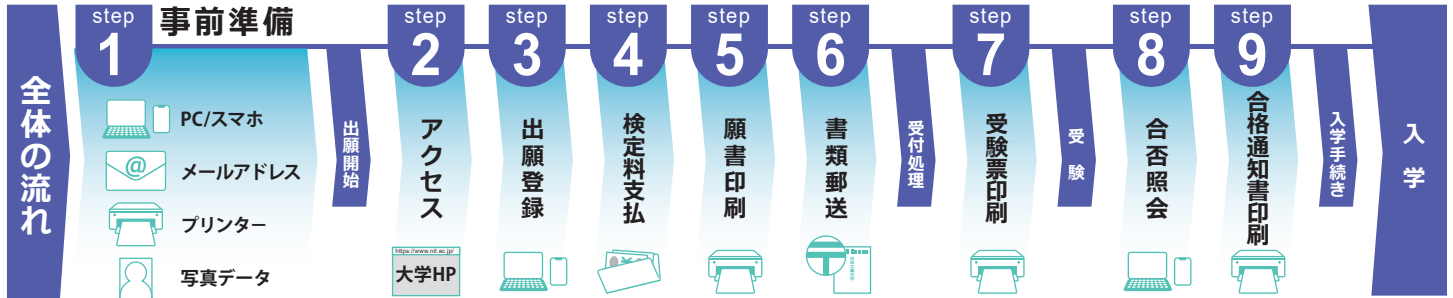 全体の流れ
step
1
事前準備
PC/スマホ
@
メールアドレス
プリンター
写真データ
出願開始
step
2
アクセス
https://www.nit.ac.jp/
大学HP
step
3
出願登録
step
4
検定料支払
step
5
願書印刷
step
6
書類郵送
受付処理
step
7
受験票印刷
受験
step
8
合否照会
step
9
合格通知書印刷
入学手続き
入学